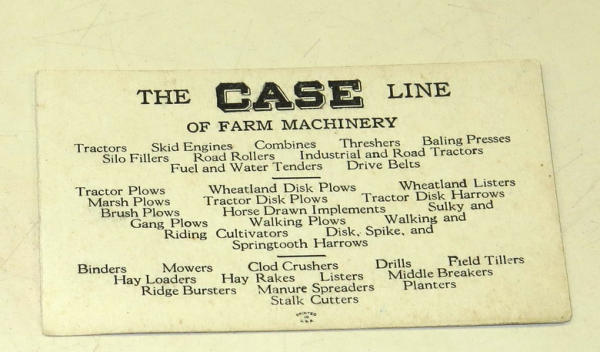 THE CASE LINE
OF FARM MACHINERY
Tractors Skid Engines Combines Threshers Baling Presses
Silo Fillers Road Rollers Industrial and Road Tractors
Fuel and Water Tenders Drive Belts
Tractor Plows Wheatland Disk Plows Wheatland Listers
Marsh Plows Tractor Disk Plows Tractor Disk Harrows
Brush Plows Horse Drawn Implements Sulky and
Gang Plows Walking Plows Walking and
Riding Cultivators Disk, Spike, and
Springtooth Harrows
Binders Mowers Clod Crushers Drills Field Tillers
Hay Loaders Hay Rakes Listers Middle Breakers
Ridge Bursters Manure Spreaders Planters
Stalk Cutters
PRINTED
IN
U.S.A.